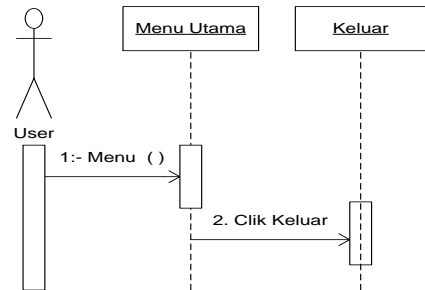 Menu Utama
Keluar
User
1:- Menu ( )
2. Clik Keluar